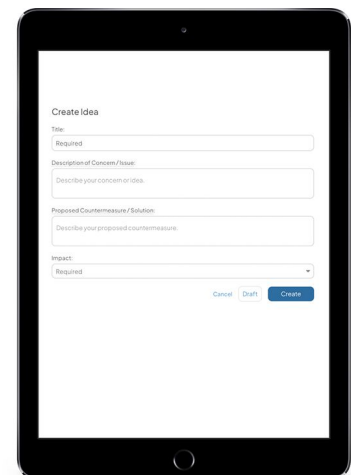 Create Idea
Title:
Required
Description of Concern / Issue:
Describe your concern or idea.
Proposed Countermeasure / Solution:
Describe your proposed countermeasure.
Impact:
Required
Cancel Draft Create